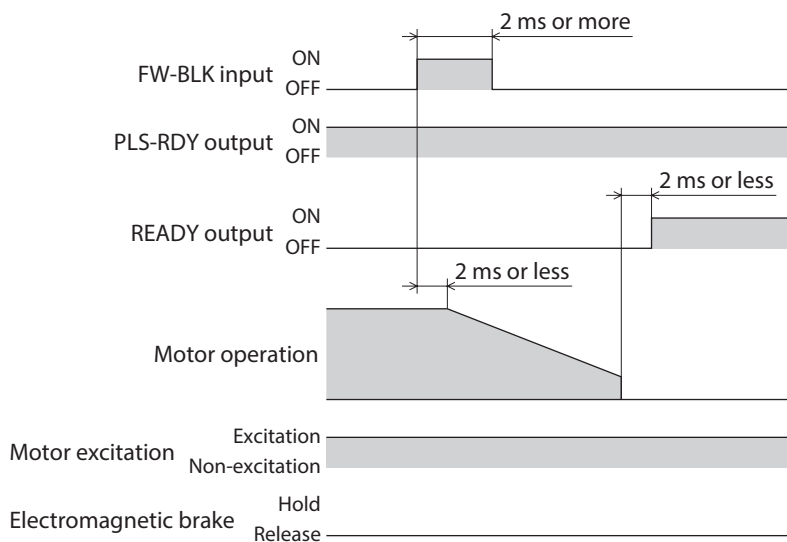 2 ms or more
FW-BLK input
ON
OFF
PLS-RDY output
ON
OFF
2 ms or less
READY output
ON
OFF
2 ms or less
Motor operation
Motor excitation
Excitation
Non-excitation
Electromagnetic brake
Hold
Release